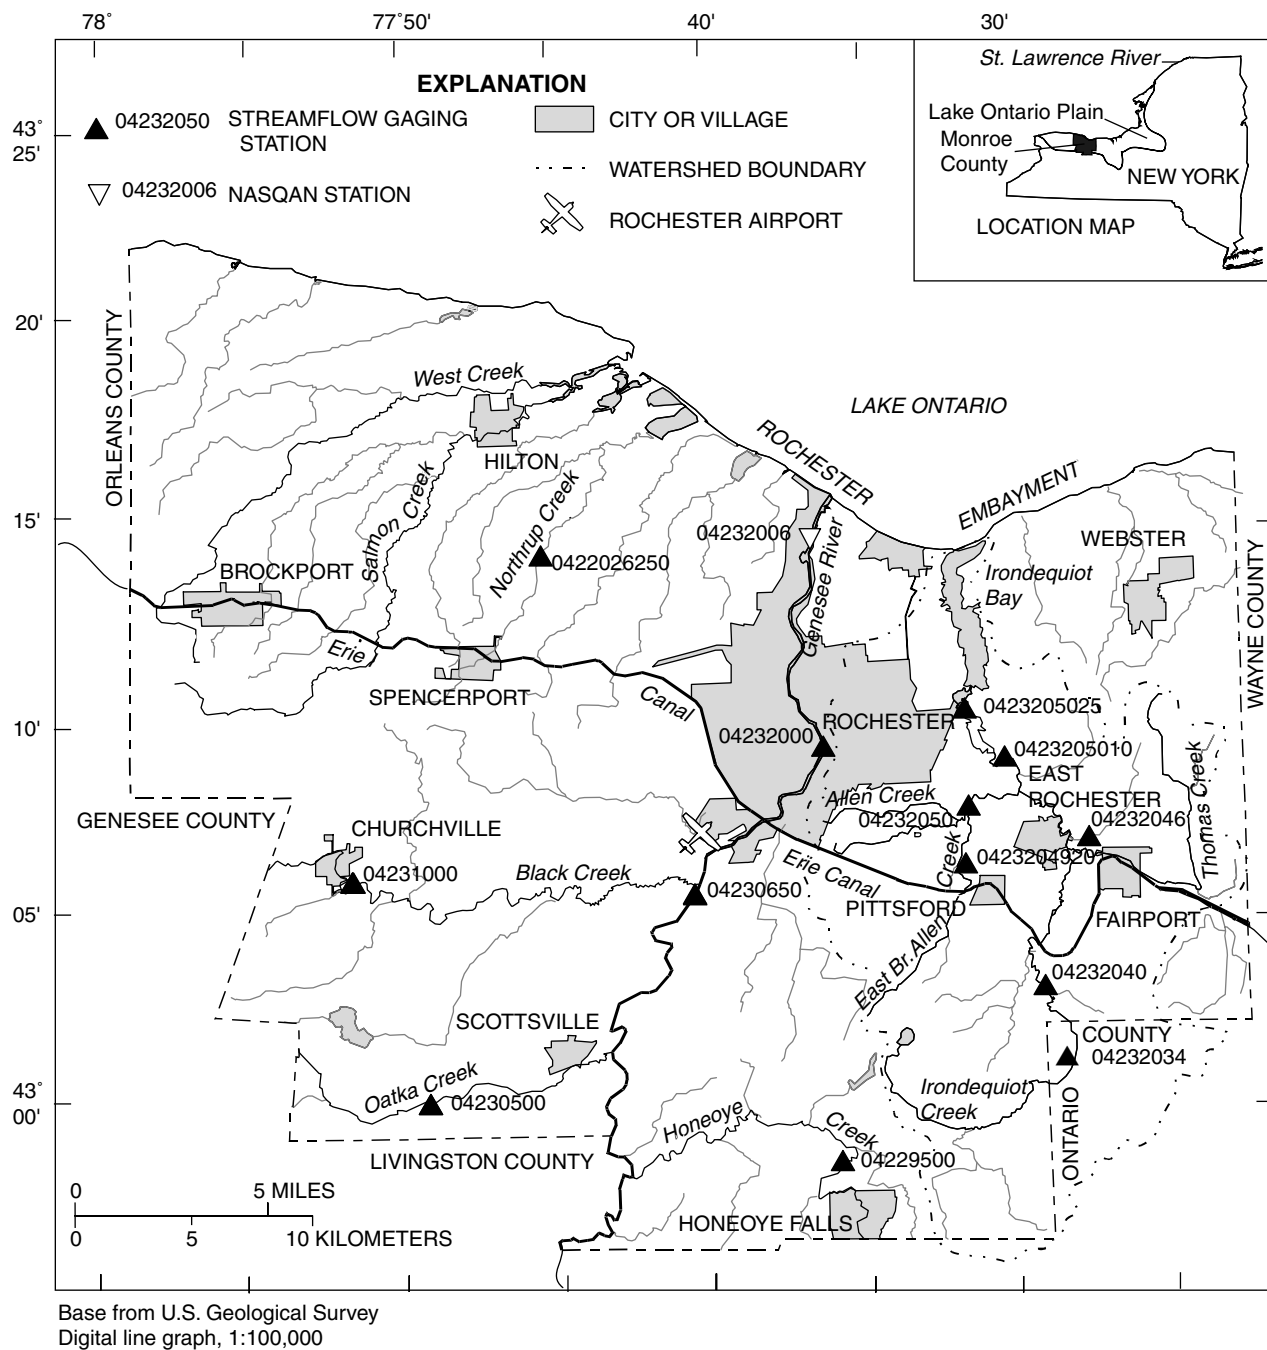 78°
77°50'
40'
30'
EXPLANATION
04232050 STREAMFLOW GAGING
STATION
04232006 NASQAN STATION
CITY OR VILLAGE
WATERSHED BOUNDARY
ROCHESTER AIRPORT
St. Lawrence River
Lake Ontario Plain
Monroe
County
NEW YORK
LOCATION MAP
43°
25'
20'
15'
10'
05'
43°
00'
ORLEANS COUNTY
West Creek
LAKE ONTARIO
ROCHESTER
EMBAYMENT
HILTON
Salmon Creek
Northrup Creek
04232006
Genesee River
WEBSTER
Irondequoit
Bay
WAYNE COUNTY
BROCKPORT
0422026250
Erie
SPENCERPORT
Canal
ROCHESTER
04232000
0423205025
0423205010
EAST
ROCHESTER
Allen Creek
04232050
04232046
Thomas Creek
GENESEE COUNTY
CHURCHVILLE
04231000
Black Creek
04230650
Erie Canal
Creek
0423204920
PITTSFORD
FAIRPORT
East Br. Allen
04232040
SCOTTSVILLE
COUNTY
04232034
Oatka Creek
04230500
Irondequiot
Creek
ONTARIO
Honeoye
Creek
04229500
LIVINGSTON COUNTY
HONEOYE FALLS
0 5 MILES
0 5 10 KILOMETERS
Base from U.S. Geological Survey
Digital line graph, 1:100,000